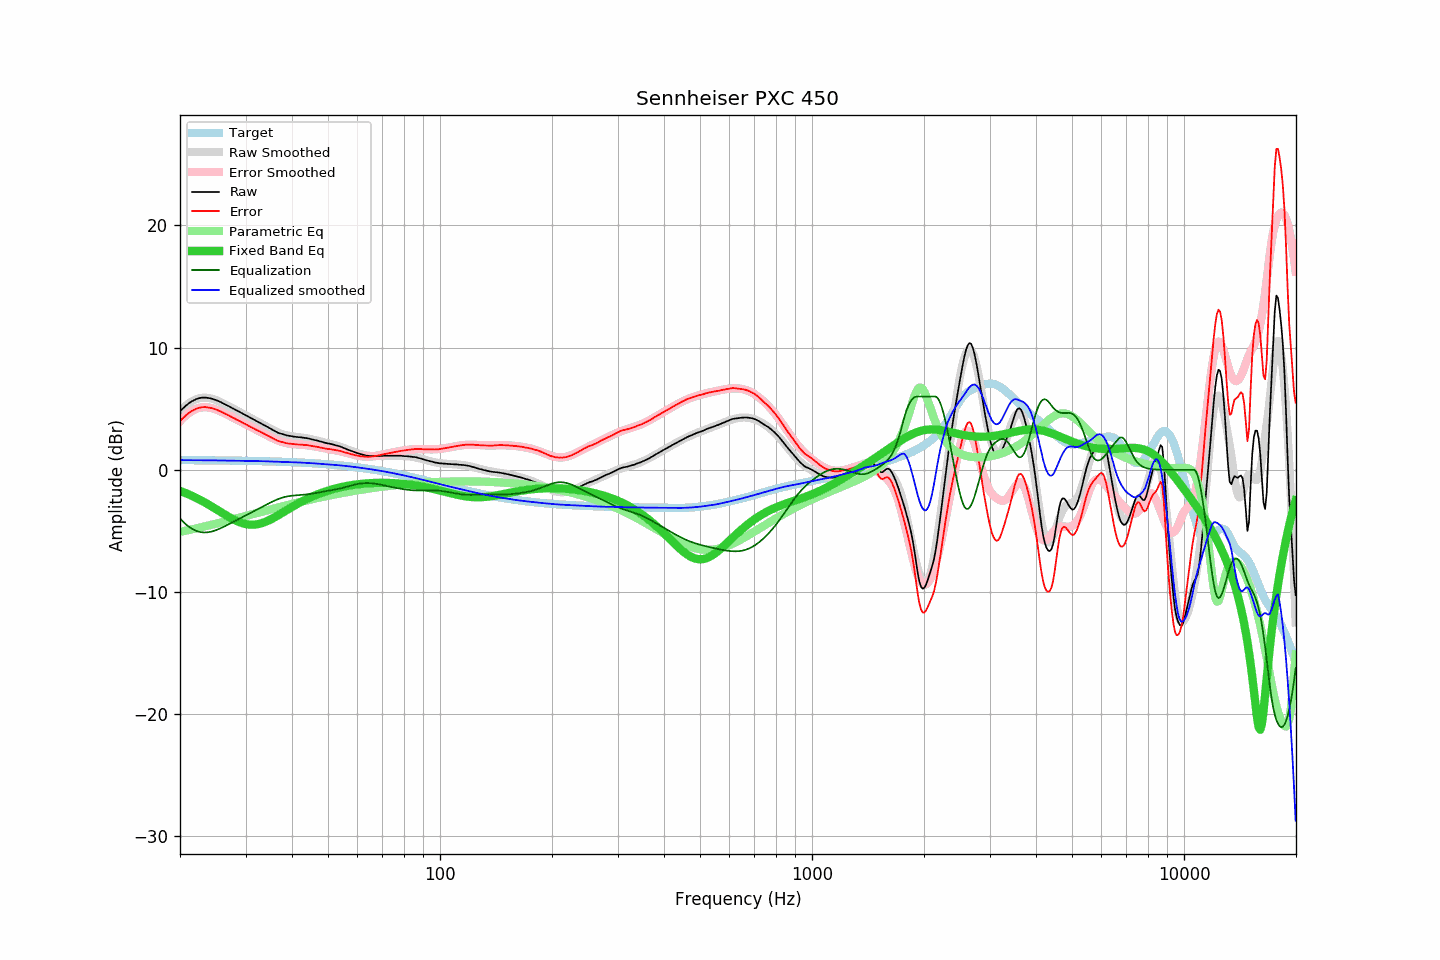 Sennheiser PXC 450
Target
Raw Smoothed
Error Smoothed
Raw
Error
Parametric Eq
Fixed Band Eq
Equalization
Equalized smoothed
20
10
0
−10
−20
−30
Amplitude (dBr)
100
1000
10000
Frequency (Hz)